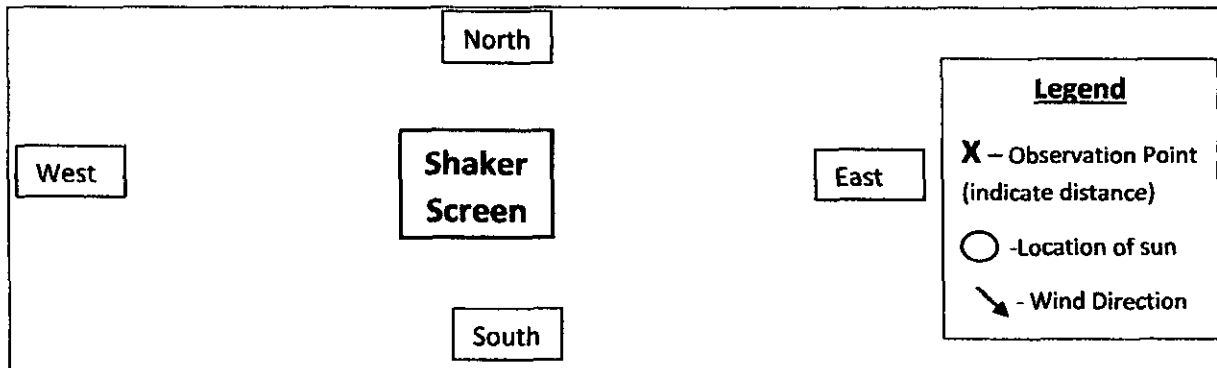 North
West
Shaker
Screen
East
South
Legend
X – Observation Point
(indicate distance)
-Location of sun
- Wind Direction